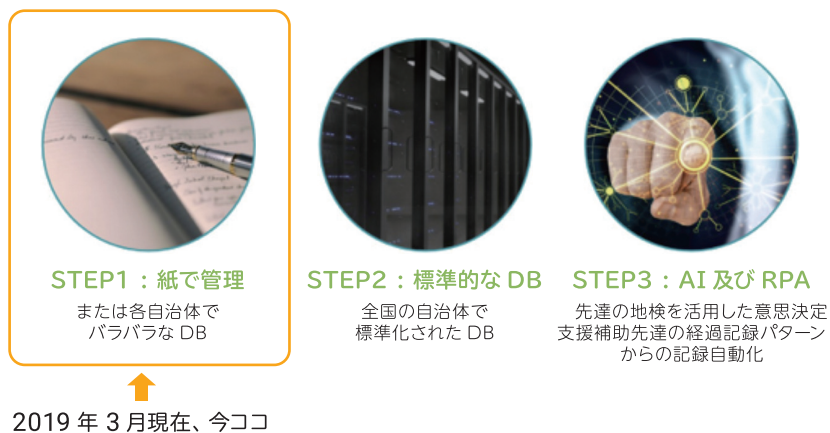 STEP1：紙で管理
または各自治体で
バラバラな DB
STEP2：標準的な DB
全国の自治体で
標準化された DB
STEP3：AI 及び RPA
先達の地検を活用した意思決定
支援補助先達の経過記録パターン
からの記録自動化
2019 年 3 月現在、今ココ